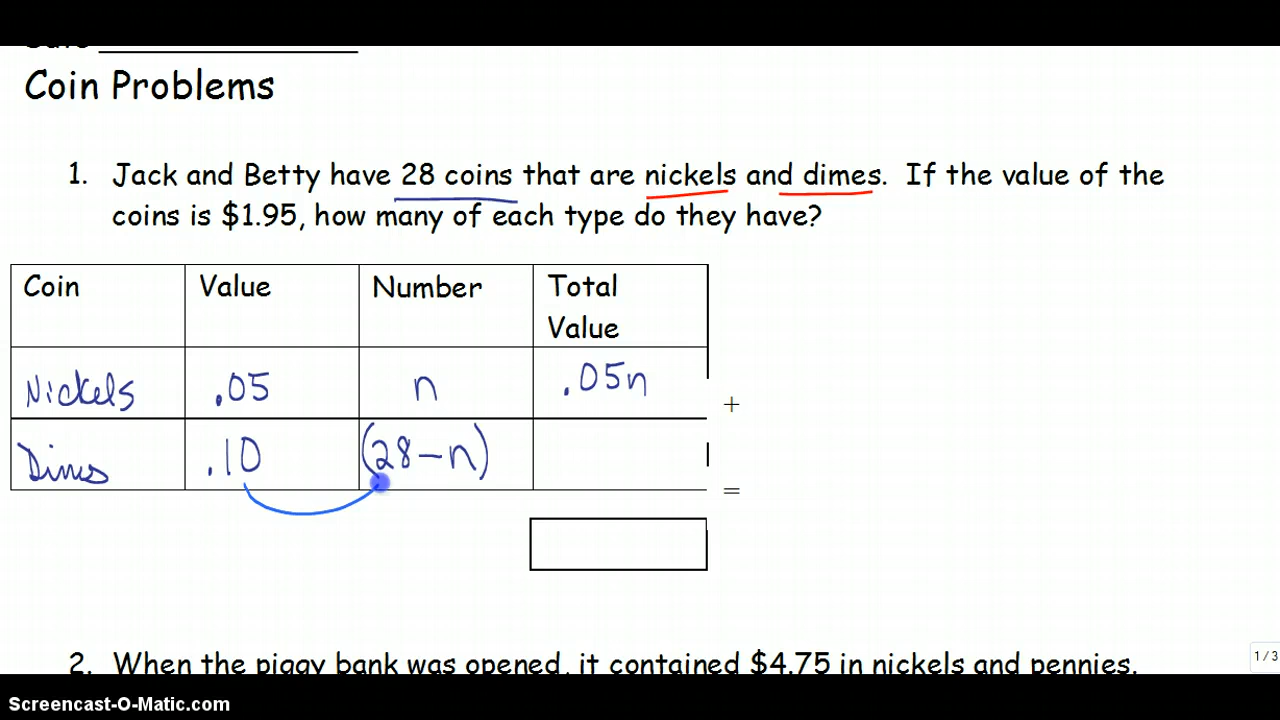 Coin Problems
1. Jack and Betty have 28 coins that are nickels and dimes. If the value of the
coins is $1.95, how many of each type do they have?
Coin Value Number Total
Value
Nickels .05 n .05n
+
Dimes .10 (28-n)
=
2. When the piggy bank was opened, it contained $4.75 in nickels and pennies.
1/3
Screencast-O-Matic.com